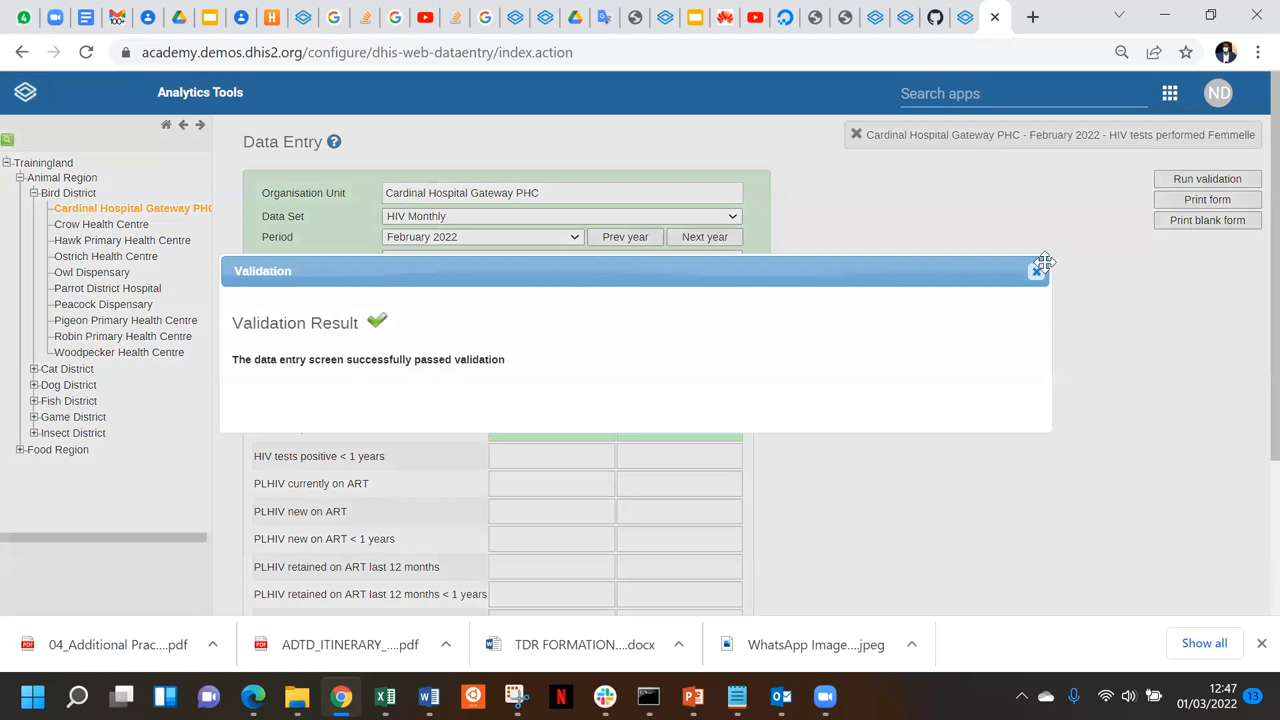 academy.demos.dhis2.org/configure/dhis-web-dataentry/index.action
Analytics Tools
Search apps
ND
Data Entry
Cardinal Hospital Gateway PHC - February 2022 - HIV tests performed Femmelle
Trainingland
Animal Region
Bird District
Cardinal Hospital Gateway PHC
Crow Health Centre
Hawk Primary Health Centre
Ostrich Health Centre
Owl Dispensary
Parrot District Hospital
Peacock Dispensary
Pigeon Primary Health Centre
Robin Primary Health Centre
Woodpecker Health Centre
Cat District
Dog District
Fish District
Game District
Insect District
Food Region
Organisation Unit Cardinal Hospital Gateway PHC
Data Set HIV Monthly
Period February 2022 Prev year Next year
Run validation
Print form
Print blank form
Validation
Validation Result
The data entry screen successfully passed validation
HIV tests positive < 1 years
PLHIV currently on ART
PLHIV new on ART
PLHIV new on ART < 1 years
PLHIV retained on ART last 12 months
PLHIV retained on ART last 12 months < 1 years
04_Additional Prac....pdf ADTD_ITINERARY_....pdf TDR FORMATION....docx WhatsApp Image....jpeg Show all
12:47
01/03/2022
13